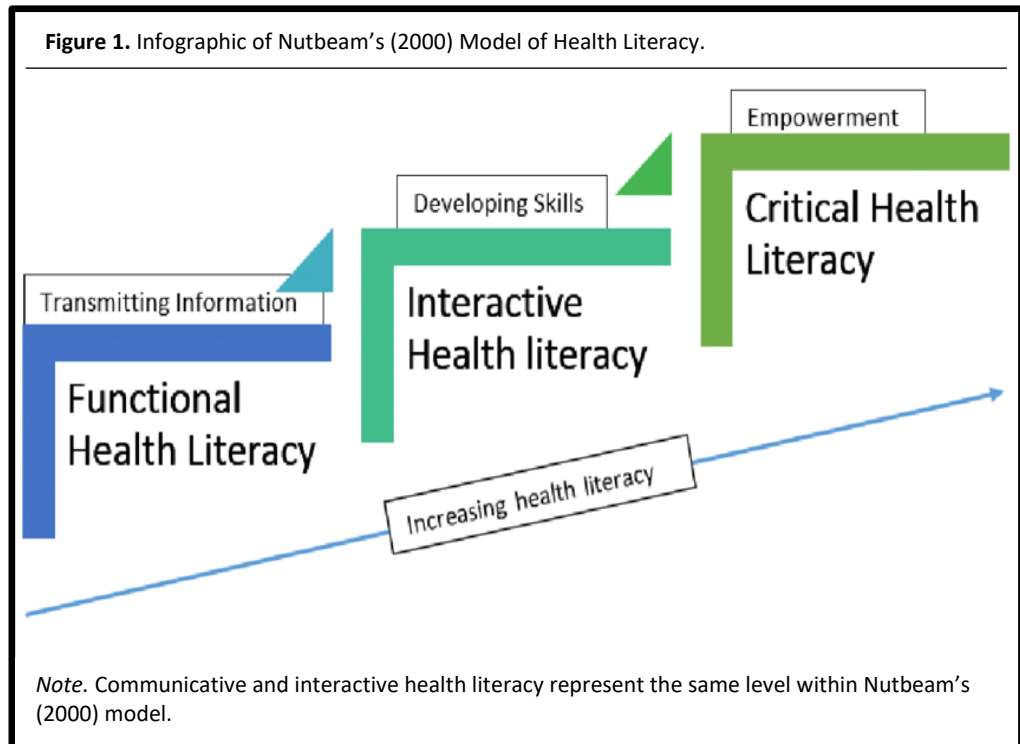 Figure 1. Infographic of Nutbeam's (2000) Model of Health Literacy.
Transmitting Information
Functional
Health Literacy
Developing Skills
Interactive
Health literacy
Empowerment
Critical Health
Literacy
Increasing health literacy
Note. Communicative and interactive health literacy represent the same level within Nutbeam's
(2000) model.